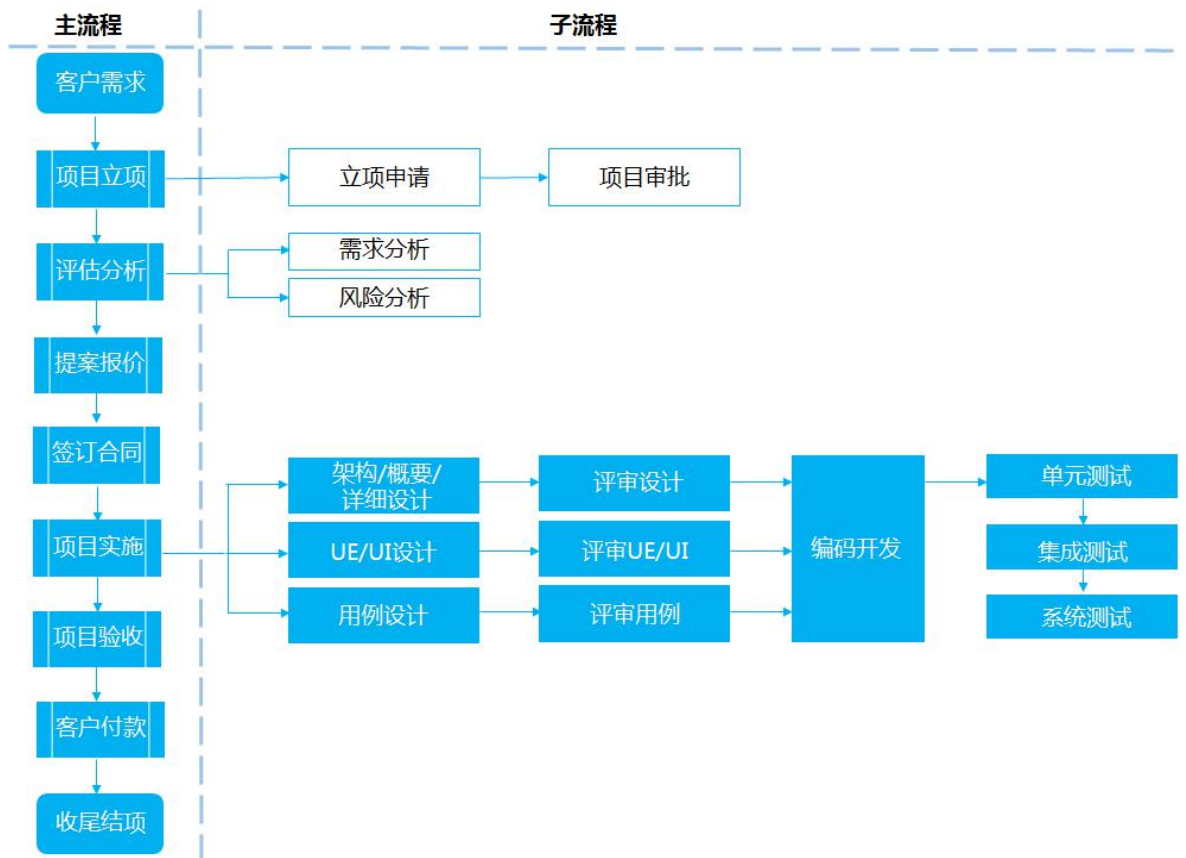 主流程
子流程
客户需求
项目立项
立项申请
项目审批
评估分析
需求分析
风险分析
提案报价
签订合同
架构/概要/
详细设计
评审设计
编码开发
单元测试
项目实施
UE/UI设计
评审UE/UI
集成测试
用例设计
评审用例
系统测试
项目验收
客户付款
收尾结项